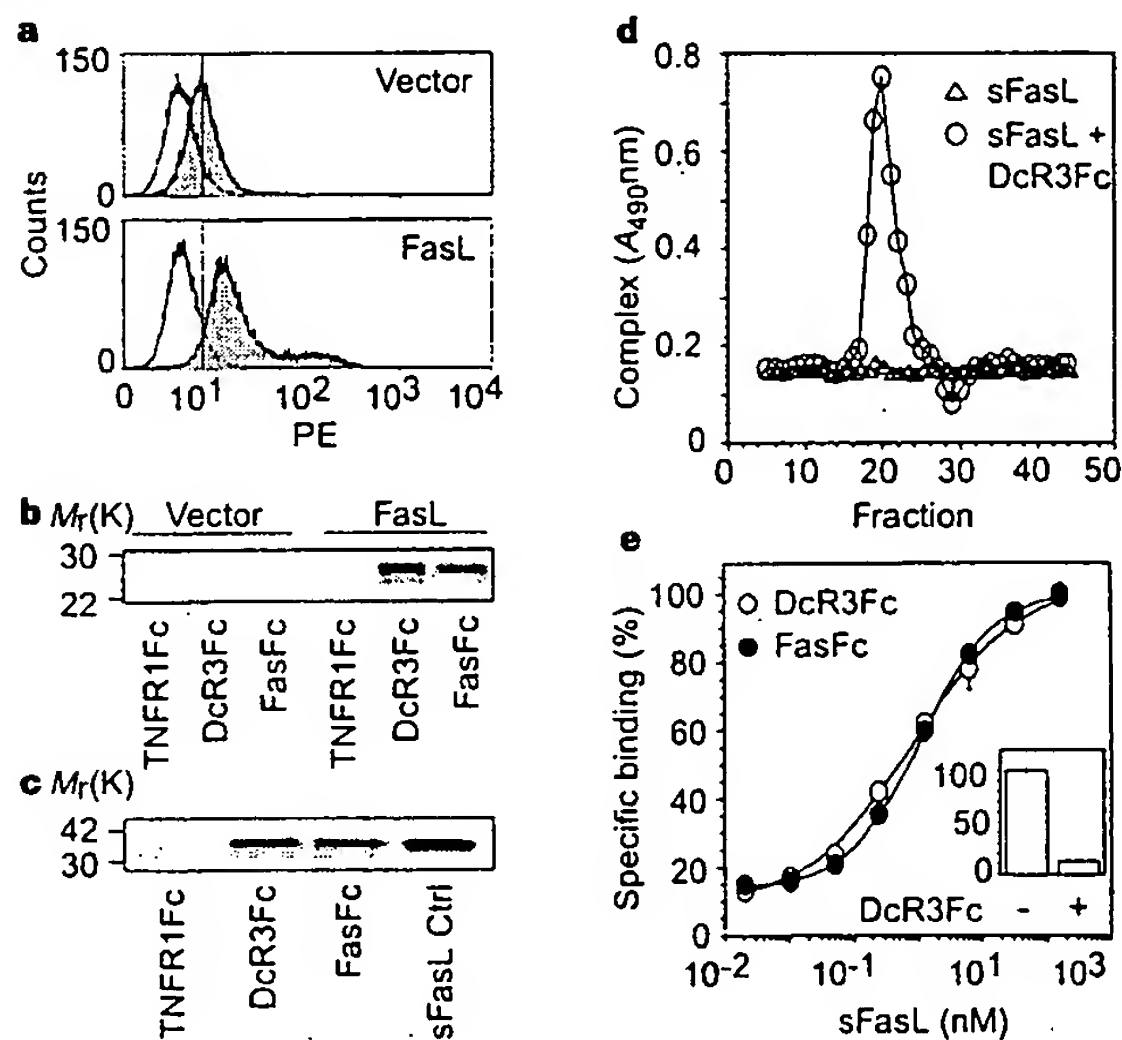 a
150
Vector
0
150
FasL
0
Counts
0 10¹ 10² 10³ 10⁴
PE
b Mr(K) Vector FasL
30
22
TNFR1Fc DcR3Fc FasFc TNFR1Fc DcR3Fc FasFc
c Mr(K)
42
30
TNFR1Fc DcR3Fc FasFc sFasL Ctrl
d
0.8
0.6
0.4
0.2
0
Complex (A490nm)
sFasL
sFasL +
DcR3Fc
0 10 20 30 40 50
Fraction
e
100
80
60
40
20
0
Specific binding (%)
DcR3Fc
FasFc
100
50
0
DcR3Fc - +
10-2 10-1 10¹ 10³
sFasL (nM)